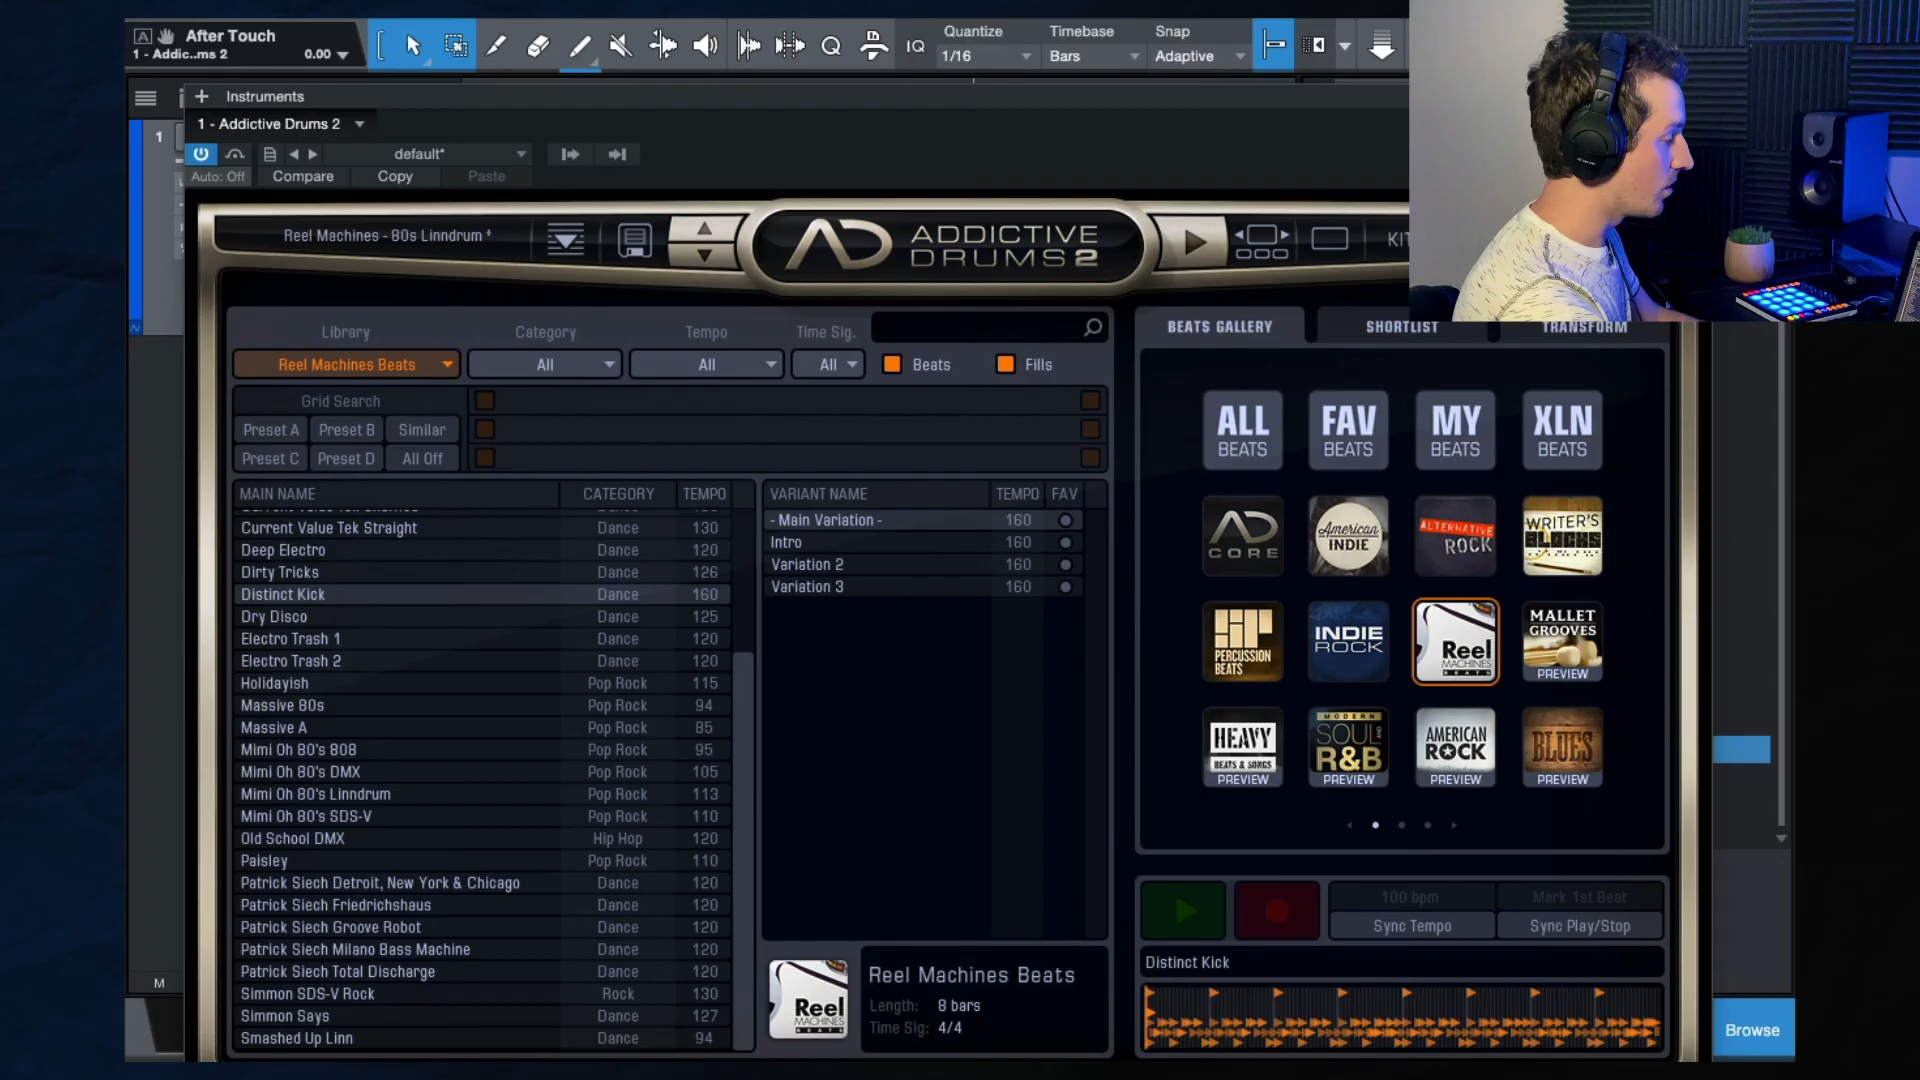 After Touch
1 - Addic..ms 2 0.00
Quantize Timebase Snap
IQ 1/16 Bars Adaptive
+ Instruments
1 - Addictive Drums 2
1
default*
Auto: Off Compare Copy Paste
Reel Machines - 80s Linndrum *
ADDICTIVE
DRUMS 2
KIT
Library Category Tempo Time Sig.
Reel Machines Beats All All All Beats Fills
Grid Search
Preset A Preset B Similar
Preset C Preset D All Off
MAIN NAME CATEGORY TEMPO
Current Value Tek Straight Dance 130
Deep Electro Dance 120
Dirty Tricks Dance 126
Distinct Kick Dance 160
Dry Disco Dance 125
Electro Trash 1 Dance 120
Electro Trash 2 Dance 120
Holidayish Pop Rock 115
Massive 80s Pop Rock 94
Massive A Pop Rock 85
Mimi Oh 80's 808 Pop Rock 95
Mimi Oh 80's DMX Pop Rock 105
Mimi Oh 80's Linndrum Pop Rock 113
Mimi Oh 80's SDS-V Pop Rock 110
Old School DMX Hip Hop 120
Paisley Pop Rock 110
Patrick Siech Detroit, New York & Chicago Dance 120
Patrick Siech Friedrichshaus Dance 120
Patrick Siech Groove Robot Dance 120
Patrick Siech Milano Bass Machine Dance 120
Patrick Siech Total Discharge Dance 120
Simmon SDS-V Rock Rock 130
Simmon Says Dance 127
Smashed Up Linn Dance 94
VARIANT NAME TEMPO FAV
- Main Variation - 160
Intro 160
Variation 2 160
Variation 3 160
Reel
MACHINES
BEATS
Reel Machines Beats
Length: 8 bars
Time Sig: 4/4
BEATS GALLERY SHORTLIST TRANSFORM
ALL BEATS
FAV BEATS
MY BEATS
XLN BEATS
AD CORE
American INDIE
ALTERNATIVE ROCK
WRITER'S BLOCKS
PERCUSSION BEATS
INDIE ROCK
Reel MACHINES BEATS
MALLET GROOVES PREVIEW
HEAVY BEATS & SONGS PREVIEW
MODERN SOUL AND R&B PREVIEW
AMERICAN ROCK PREVIEW
BLUES PREVIEW
100 bpm Mark 1st Beat
Sync Tempo Sync Play/Stop
Distinct Kick
M
Browse